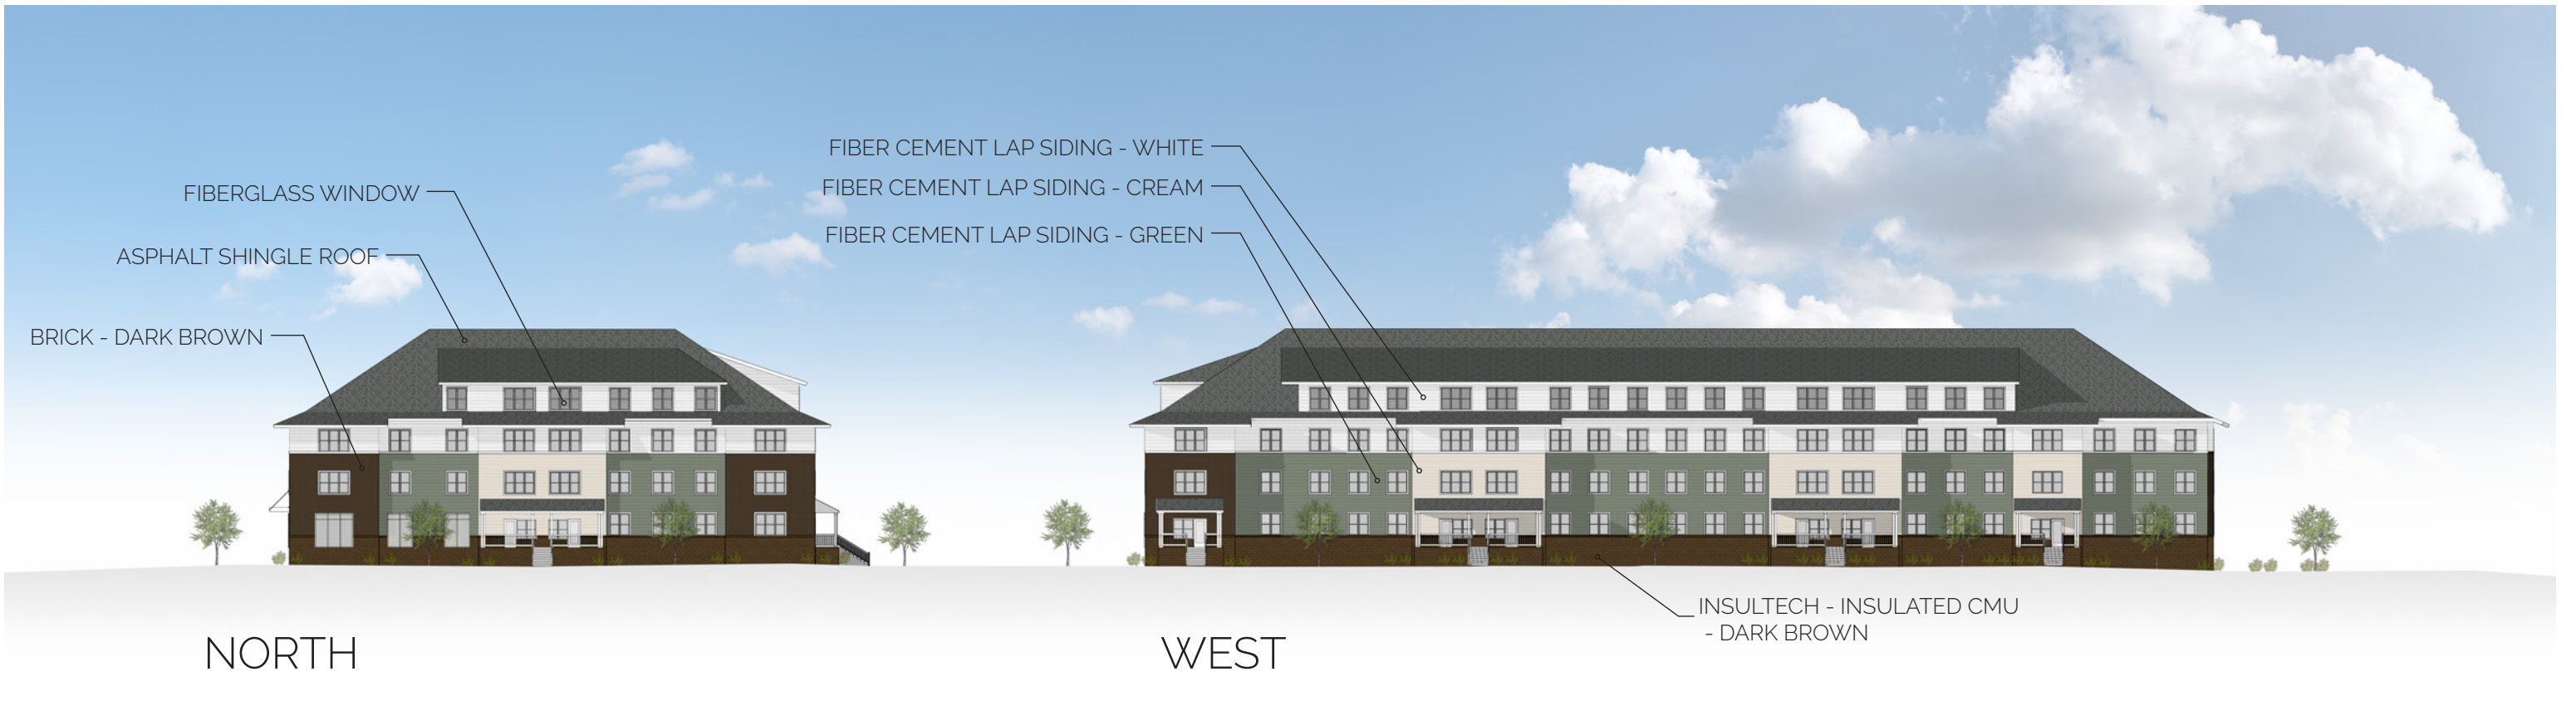 FIBERGLASS WINDOW
ASPHALT SHINGLE ROOF
BRICK - DARK BROWN
FIBER CEMENT LAP SIDING - WHITE
FIBER CEMENT LAP SIDING - CREAM
FIBER CEMENT LAP SIDING - GREEN
INSULTECH - INSULATED CMU
- DARK BROWN
NORTH
WEST